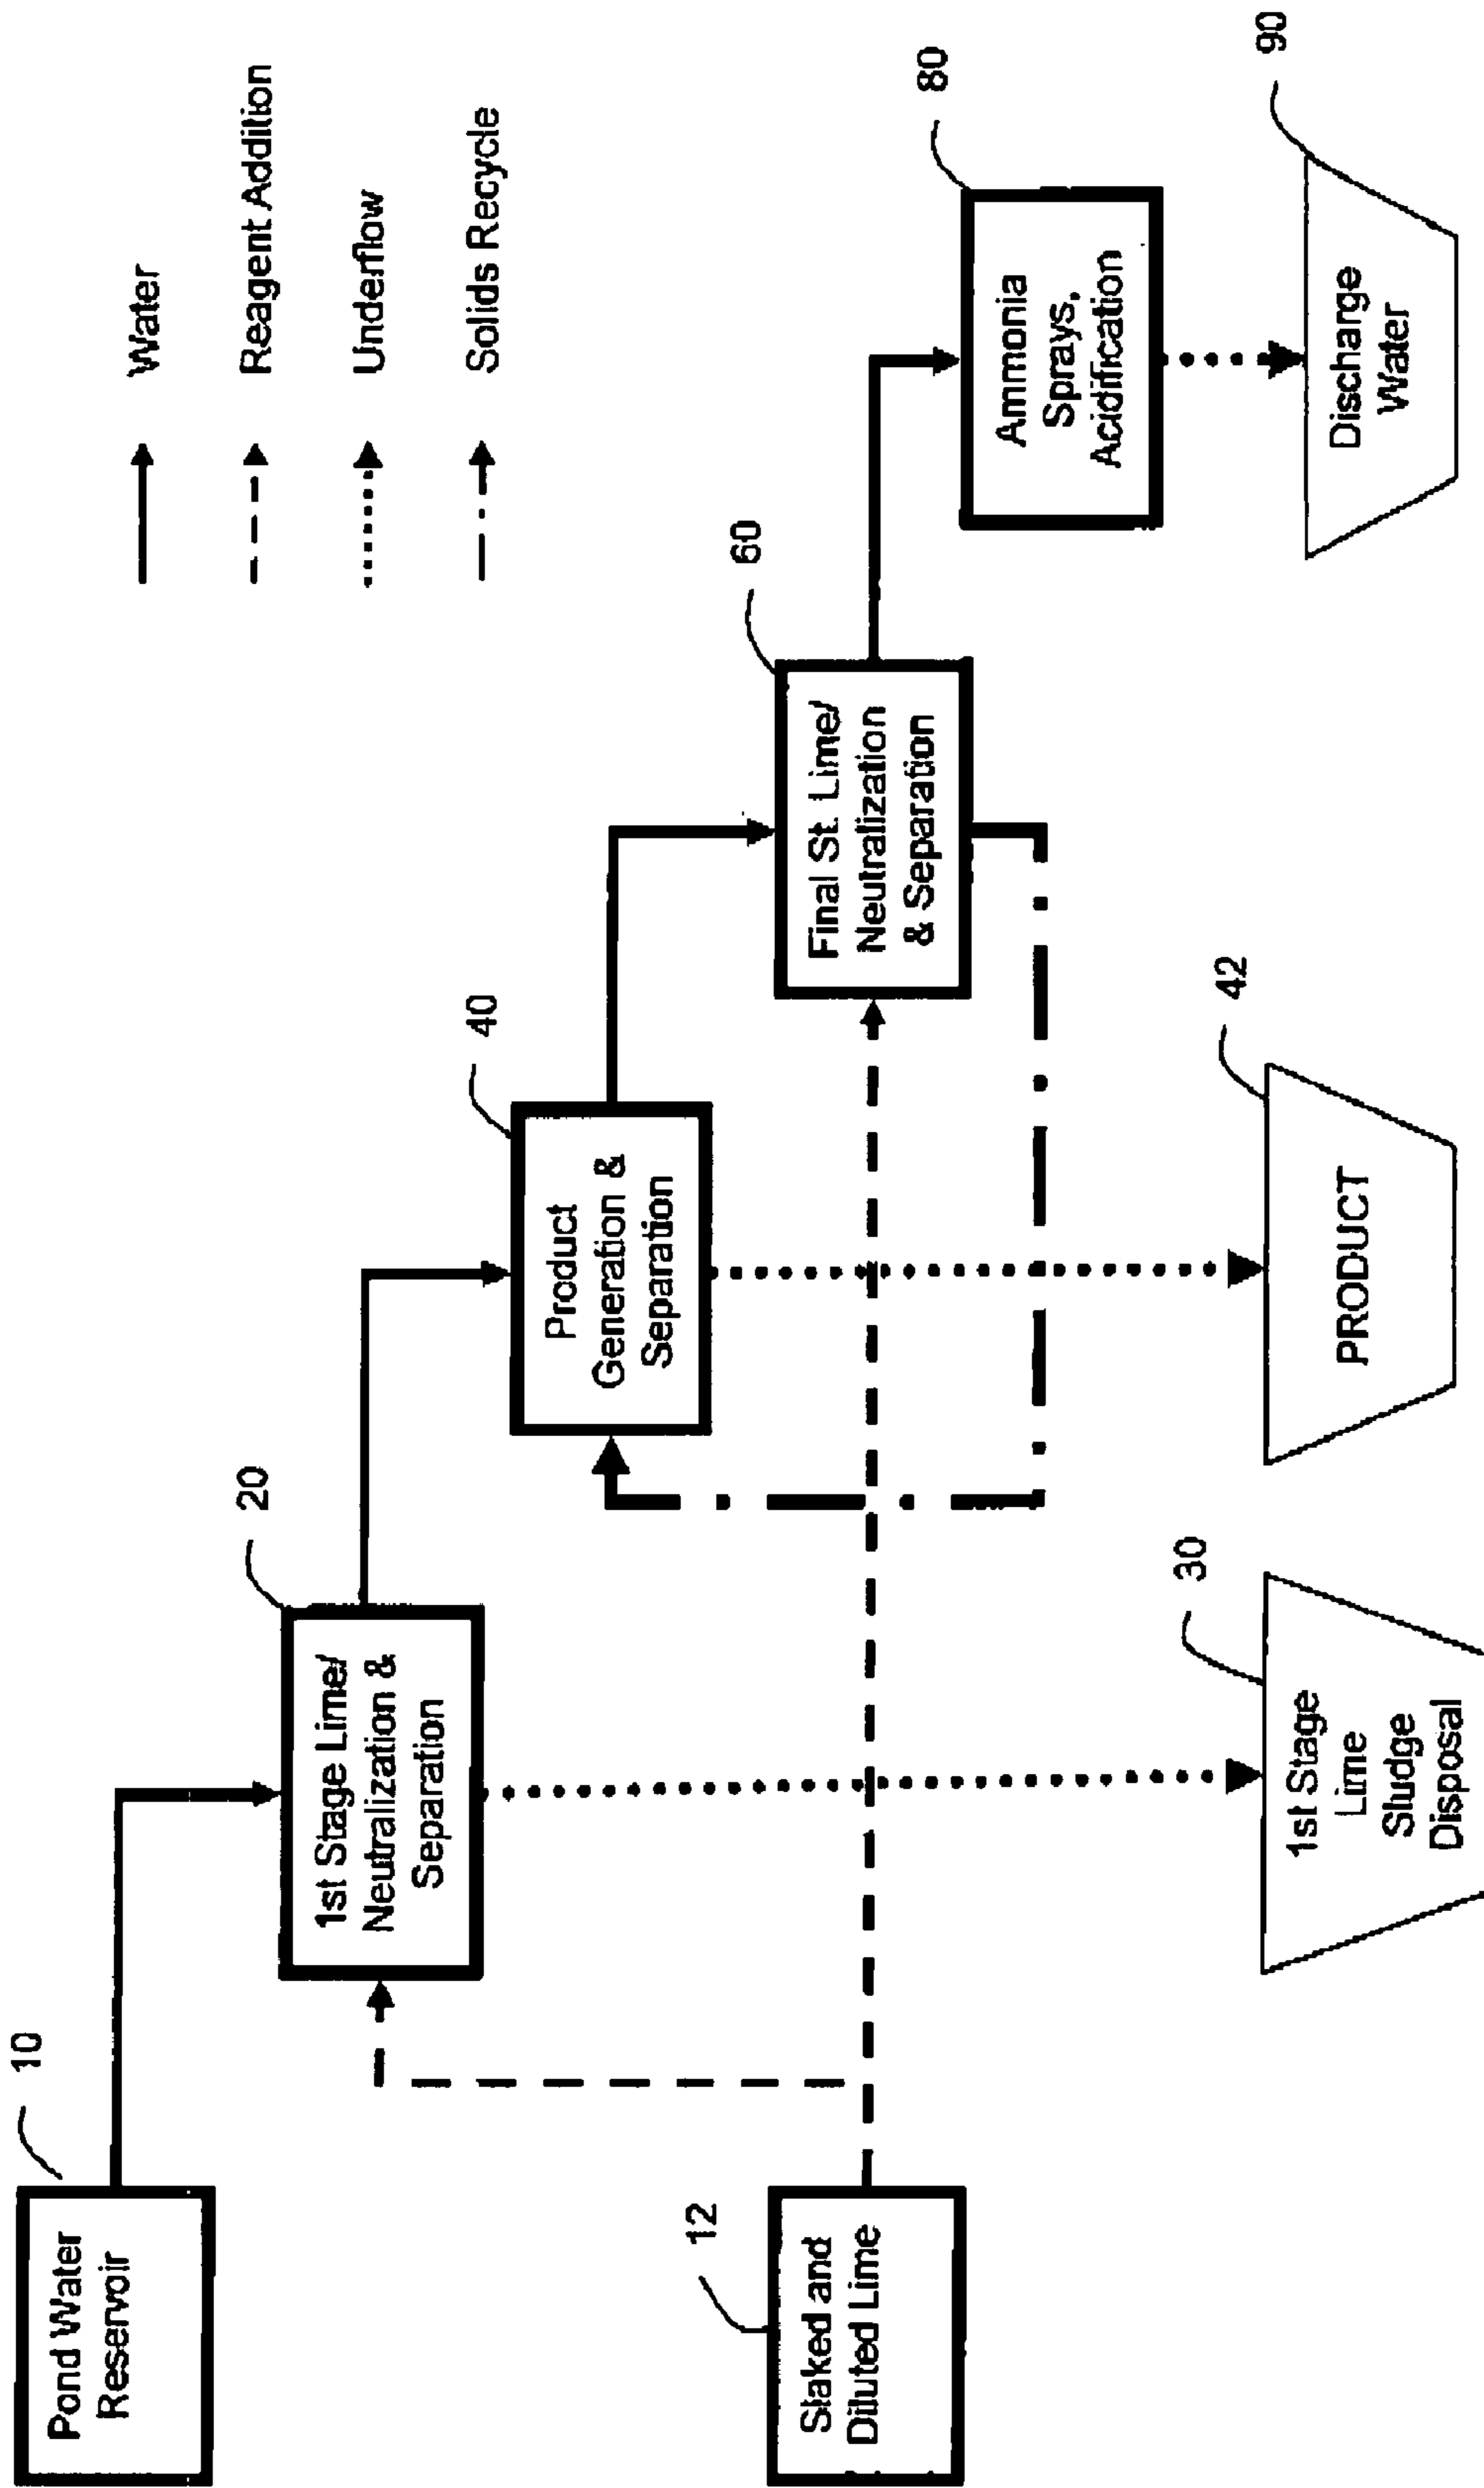 10
Pond Water
Reservoir
Water
Reagent Addition
Underflow
Solids Recycle
20
1st Stage Lime/
Neutralization &
Separation
40
Product
Generation &
Separation
60
Final St. Lime/
Neutralization
& Separation
80
Ammonia
Sprays,
Acidification
12
Slaked and
Diluted Lime
30
1st Stage
Lime
Sludge
Disposal
42
PRODUCT
90
Discharge
Water